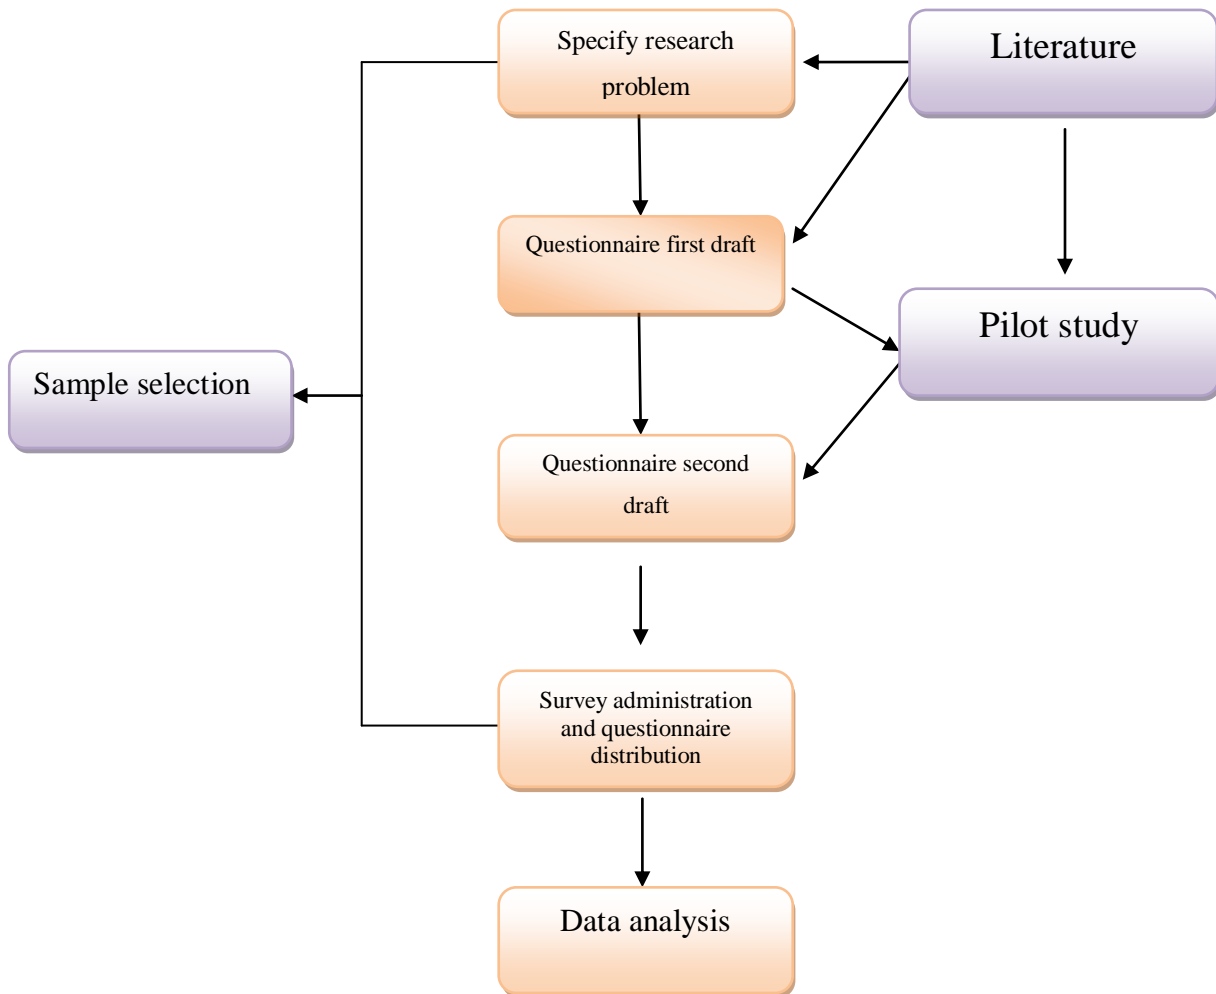 Specify research
problem
Literature
Questionnaire first draft
Pilot study
Sample selection
Questionnaire second
draft
Survey administration
and questionnaire
distribution
Data analysis